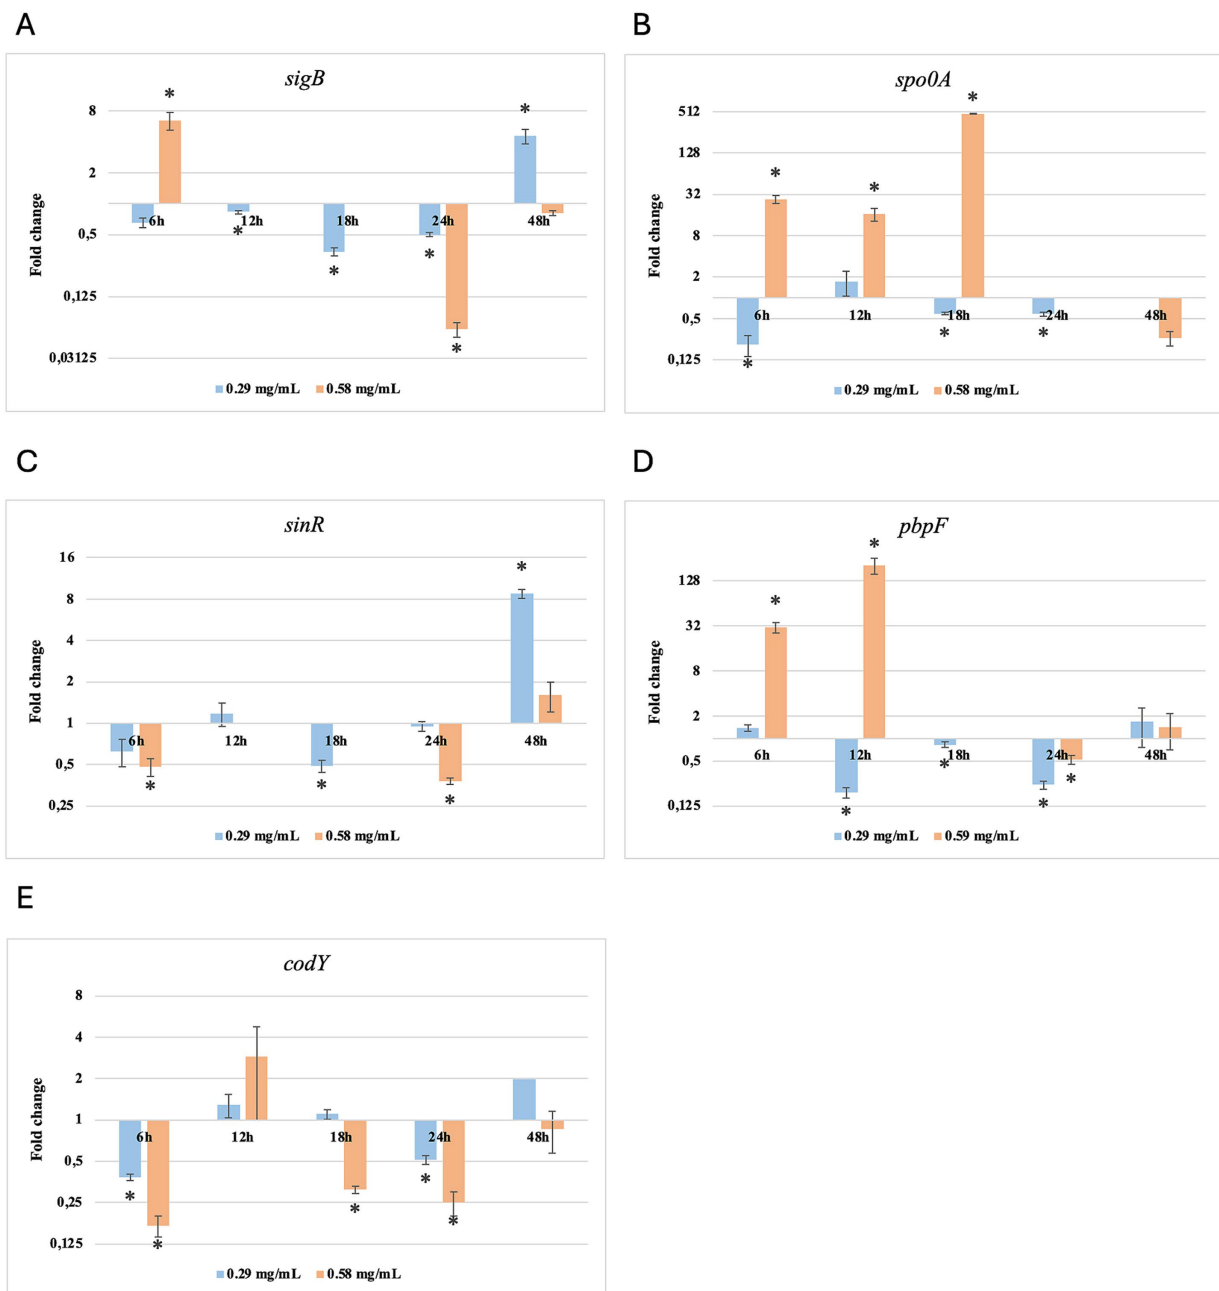 A
sigB
*
*
8
2
Fold change
6h
12h
18h
24h
48h
*
0,5
*
*
0,125
*
0,03125
0.29 mg/mL 0.58 mg/mL
B
spo0A
*
512
128
*
*
32
Fold change
8
2
6h
12h
18h
24h
48h
0,5
*
*
0,125
*
0.29 mg/mL 0.58 mg/mL
C
sinR
16
*
8
4
Fold change
2
1
6h
12h
18h
24h
48h
0,5
*
*
*
0,25
0.29 mg/mL 0.58 mg/mL
D
pbpF
*
128
*
32
Fold change
8
2
6h
12h
18h
24h
48h
0,5
*
*
*
0,125
*
0.29 mg/mL 0.59 mg/mL
E
codY
8
4
Fold change
2
1
6h
12h
18h
24h
48h
0,5
*
*
0,25
*
*
0,125
*
0.29 mg/mL 0.58 mg/mL